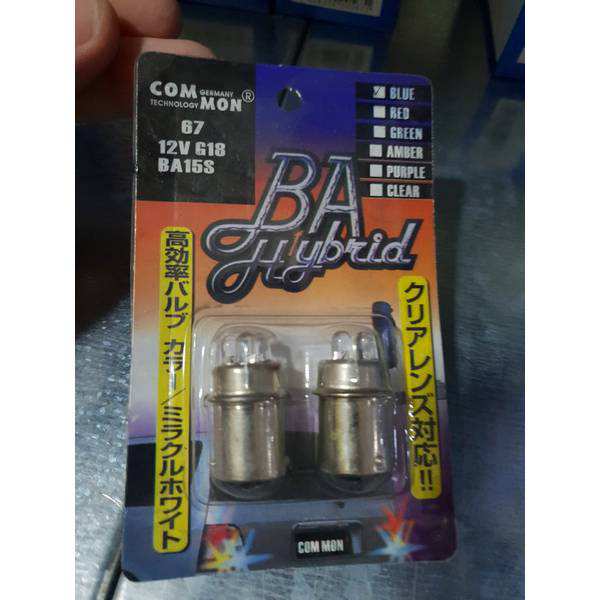 COM GERMANY
TECHNOLOGY MON®
67
12V G18
BA15S
BLUE
RED
GREEN
AMBER
PURPLE
CLEAR
BA
Hybrid
高効率バルブ カラー/ミラクルホワイト
クリアレンズ対応!!
COM MON